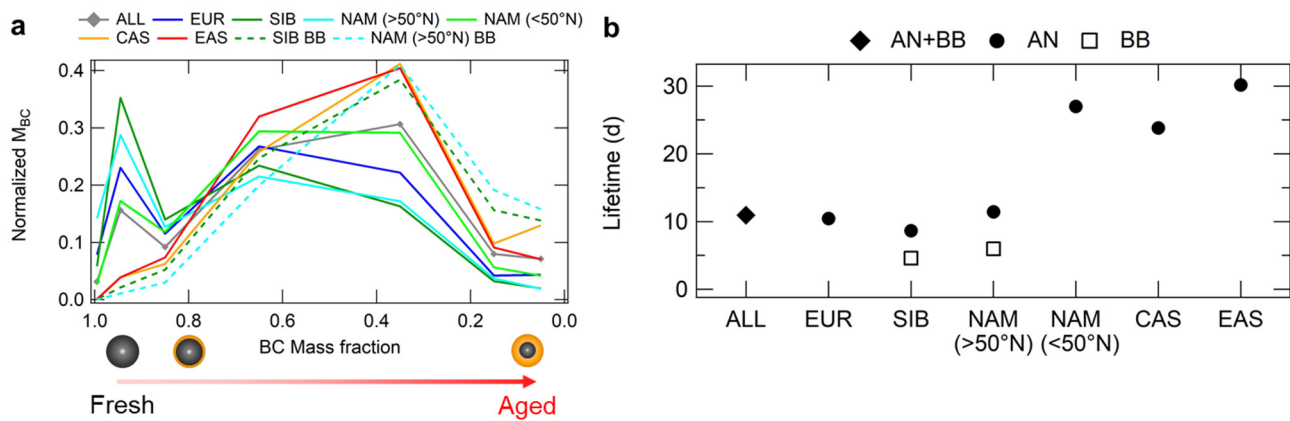 a
ALL EUR SIB NAM (>50°N) NAM (<50°N)
CAS EAS SIB BB NAM (>50°N) BB
Normalized MBC
0.4
0.3
0.2
0.1
0.0
1.0 0.8 0.6 0.4 0.2 0.0
BC Mass fraction
Fresh Aged
b
AN+BB AN BB
Lifetime (d)
30
20
10
0
ALL EUR SIB NAM NAM CAS EAS
(>50°N) (<50°N)